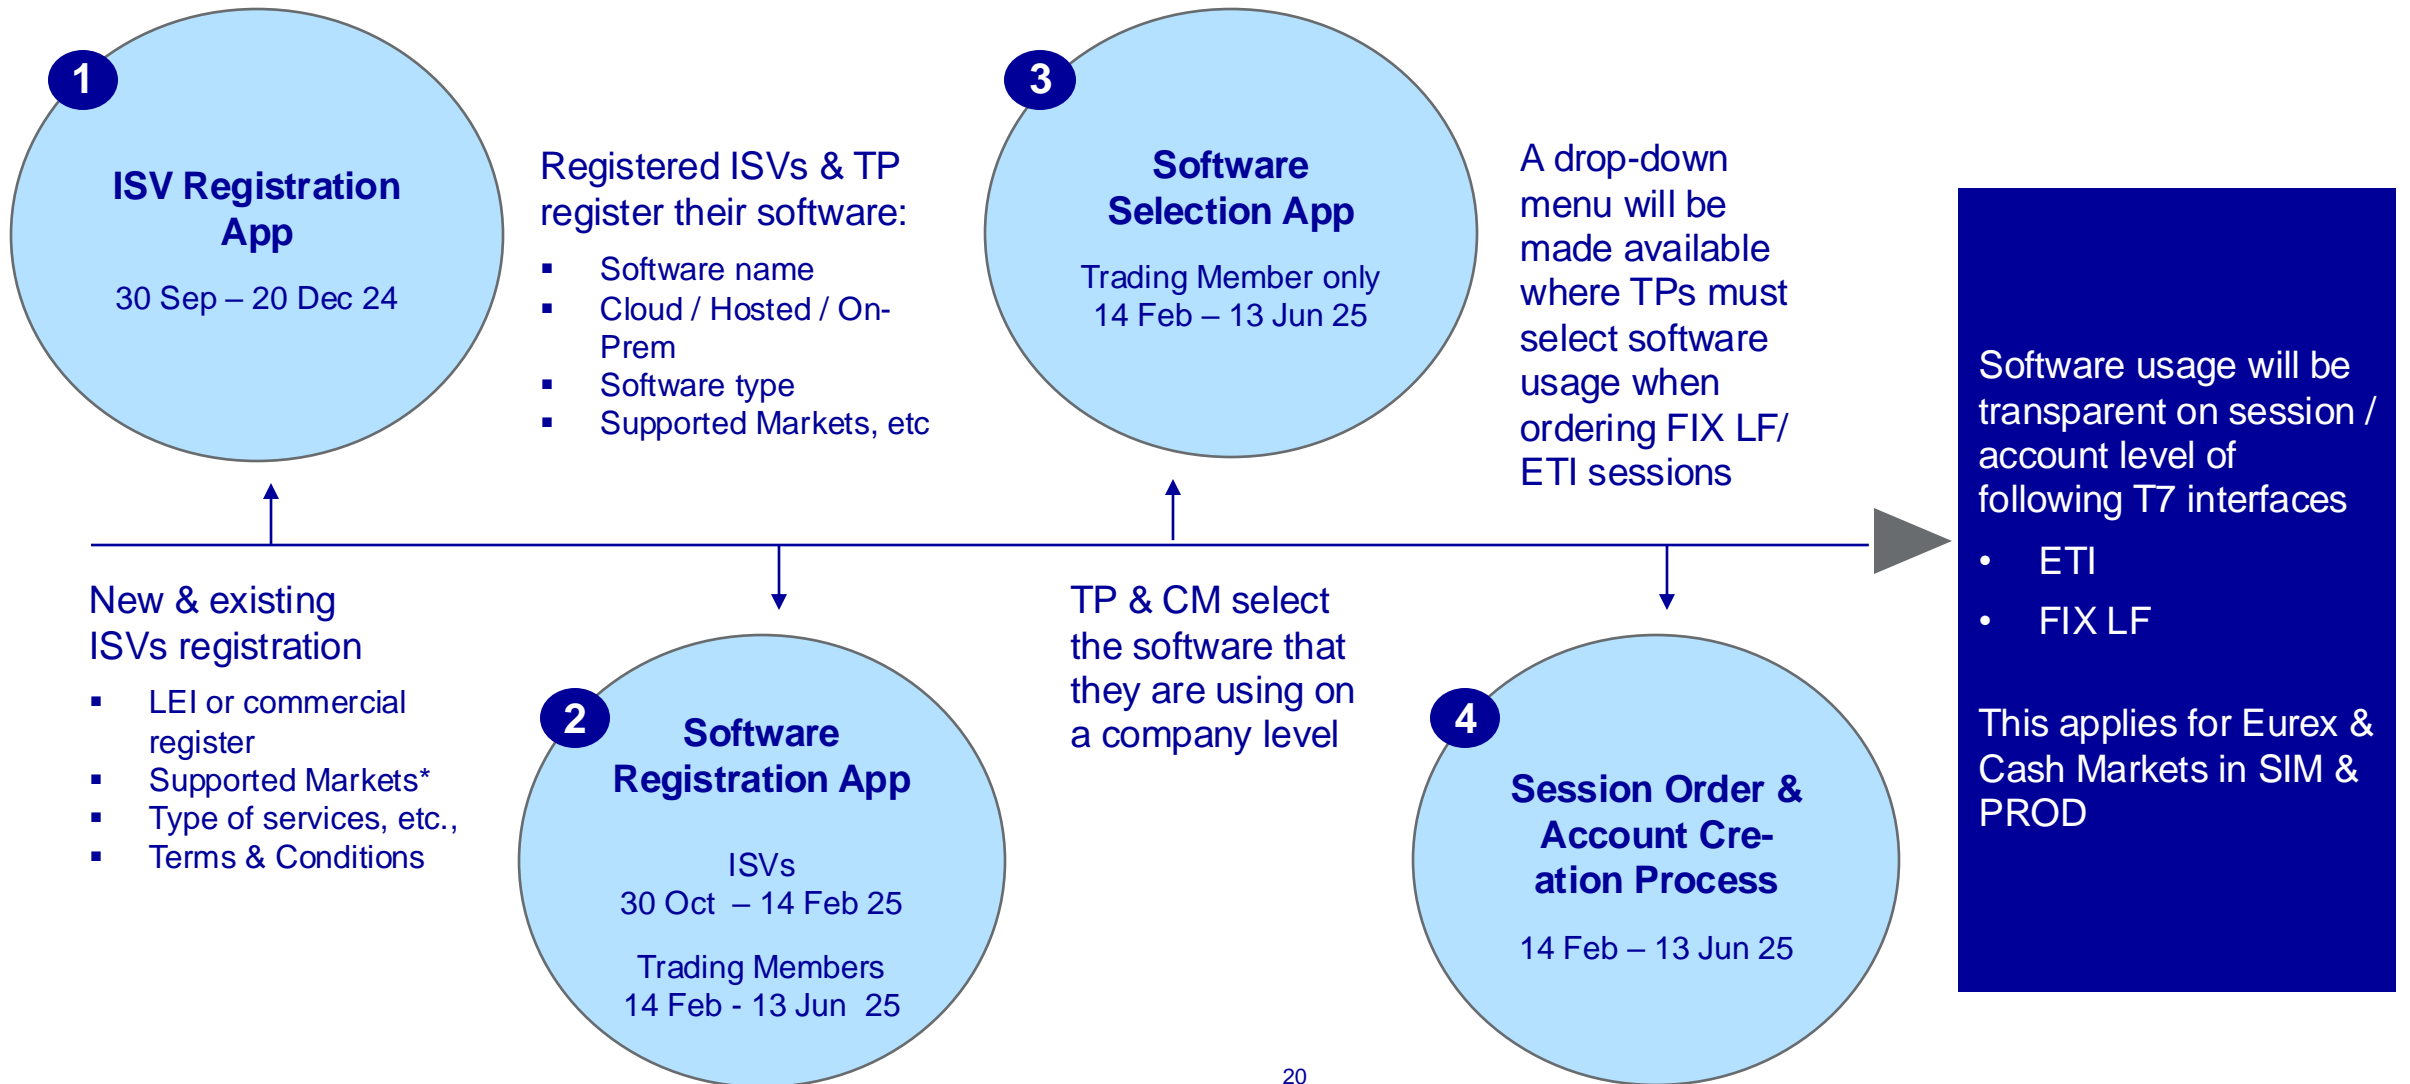 1
ISV Registration
App
30 Sep – 20 Dec 24
Registered ISVs & TP
register their software:
▪ Software name
▪ Cloud / Hosted / On-
Prem
▪ Software type
▪ Supported Markets, etc
3
Software
Selection App
Trading Member only
14 Feb – 13 Jun 25
A drop-down
menu will be
made available
where TPs must
select software
usage when
ordering FIX LF/
ETI sessions
New & existing
ISVs registration
▪ LEI or commercial
register
▪ Supported Markets*
▪ Type of services, etc.,
▪ Terms & Conditions
2
Software
Registration App
ISVs
30 Oct – 14 Feb 25
Trading Members
14 Feb - 13 Jun 25
TP & CM select
the software that
they are using on
a company level
4
Session Order &
Account Cre-
ation Process
14 Feb – 13 Jun 25
Software usage will be
transparent on session /
account level of
following T7 interfaces
• ETI
• FIX LF
This applies for Eurex &
Cash Markets in SIM &
PROD
20